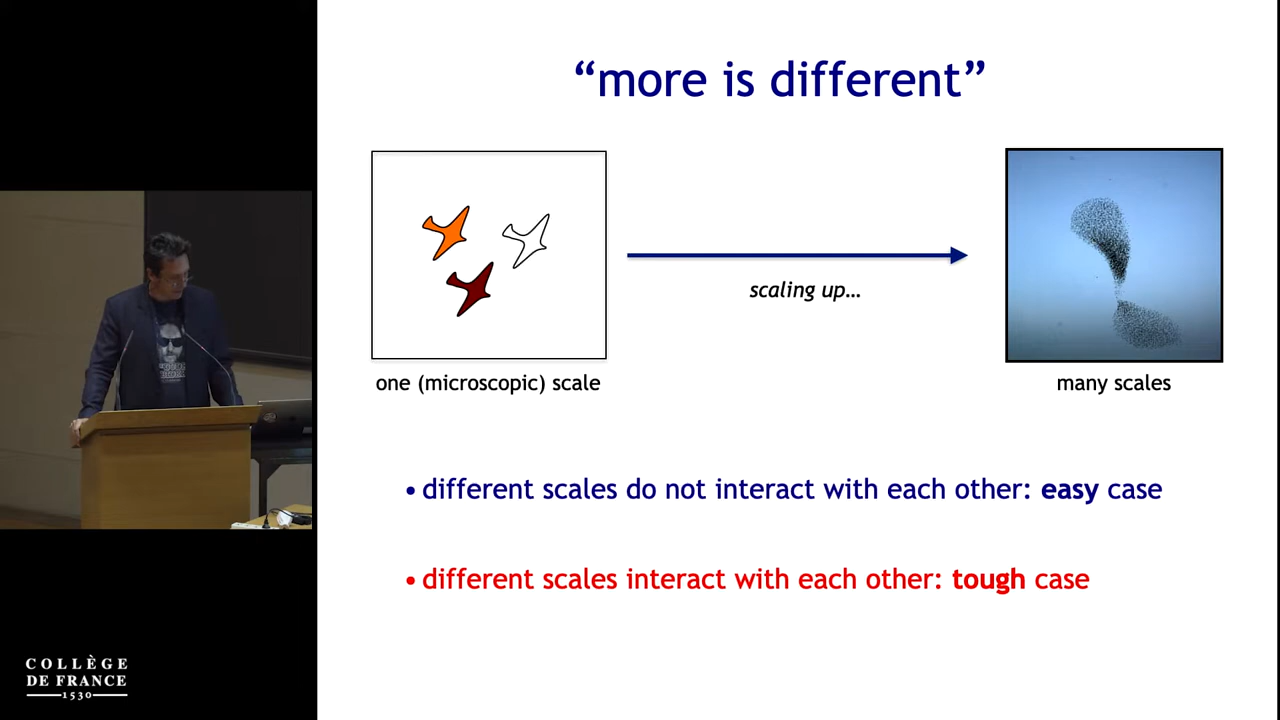 “more is different”
scaling up...
one (microscopic) scale
many scales
• different scales do not interact with each other: easy case
• different scales interact with each other: tough case
COLLÈGE
DE FRANCE
1530